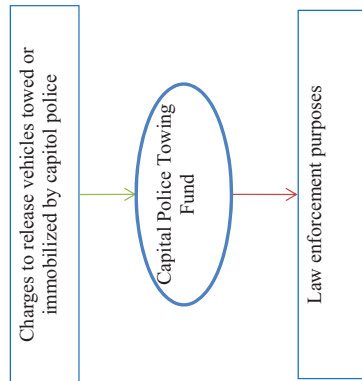 Charges to release vehicles towed or
immobilized by capitol police
Capital Police Towing
Fund
Law enforcement purposes